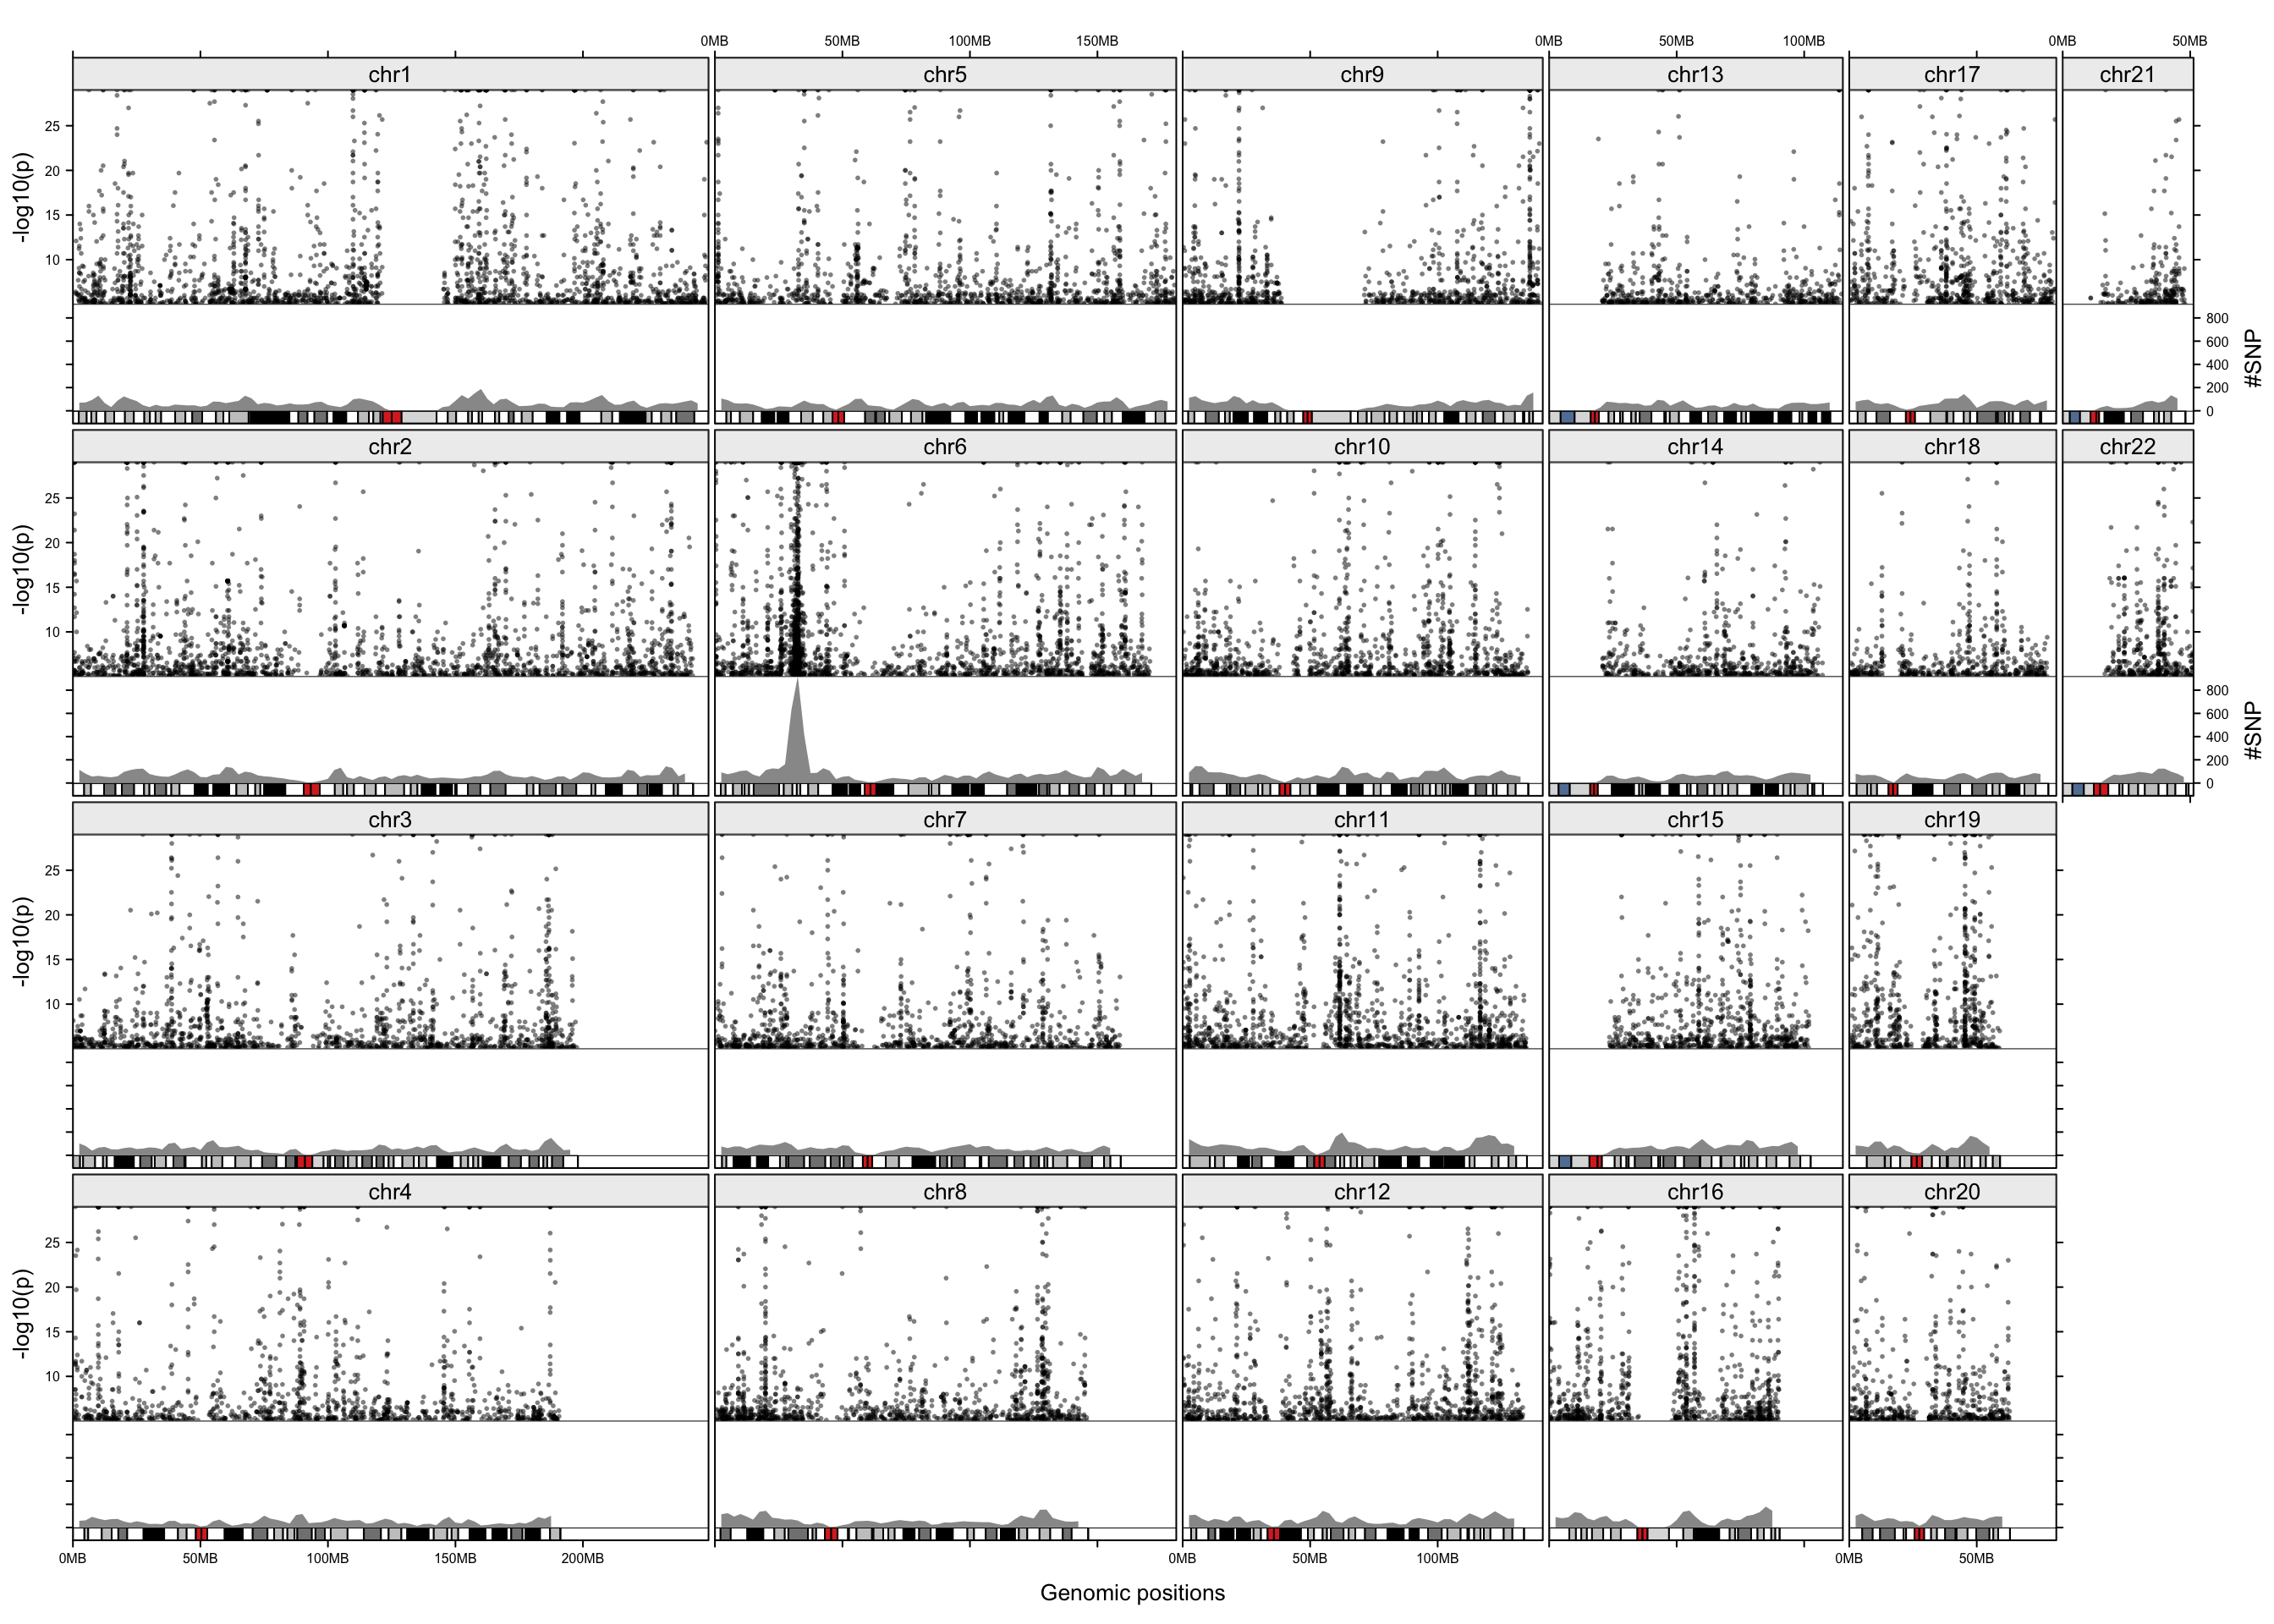 0MB 50MB 100MB 150MB 0MB 50MB 100MB 0MB 50MB
chr1 chr5 chr9 chr13 chr17 chr21
-log10(p)
25
20
15
10
800
600
400
200
0
#SNP
chr2 chr6 chr10 chr14 chr18 chr22
-log10(p)
25
20
15
10
800
600
400
200
0
#SNP
chr3 chr7 chr11 chr15 chr19
-log10(p)
25
20
15
10
chr4 chr8 chr12 chr16 chr20
-log10(p)
25
20
15
10
0MB 50MB 100MB 150MB 200MB 0MB 50MB 100MB 0MB 50MB
Genomic positions